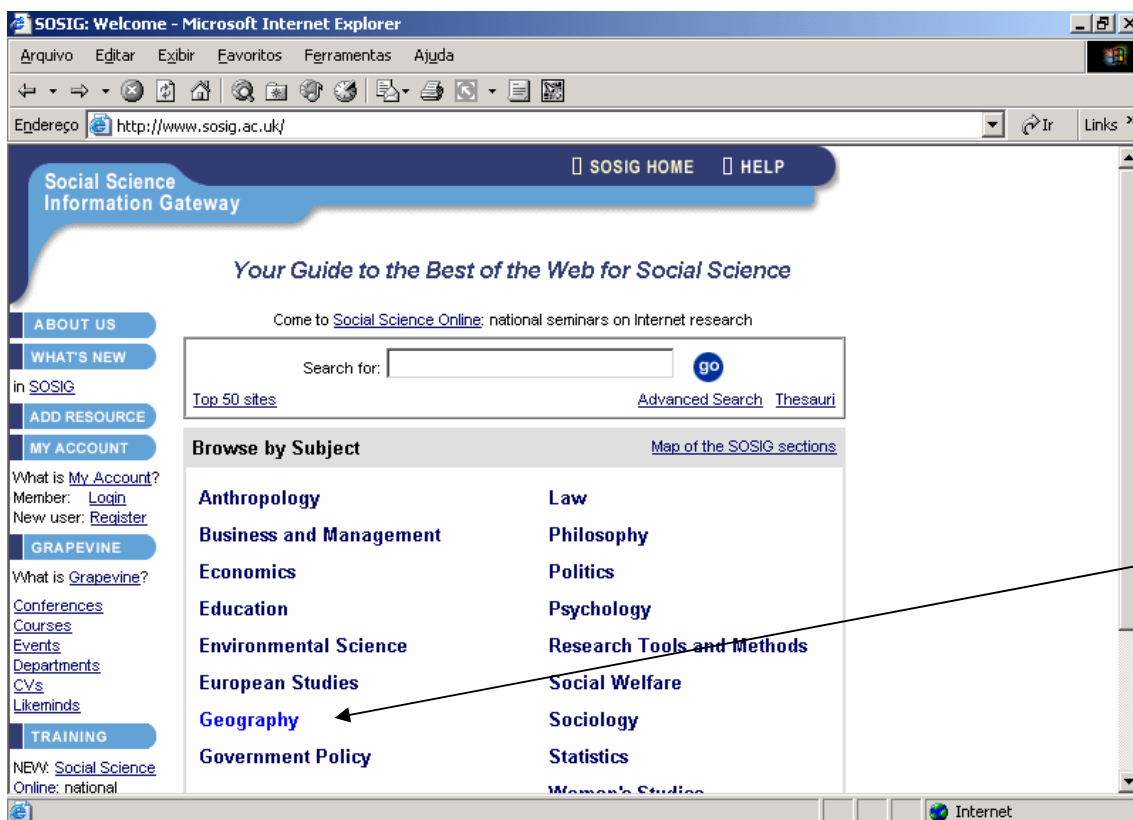 SOSIG: Welcome - Microsoft Internet Explorer
Arquivo Editar Exibir Favoritos Ferramentas Ajuda
Endereço http://www.sosig.ac.uk/ Ir Links
SOSIG HOME HELP
Social Science
Information Gateway
Your Guide to the Best of the Web for Social Science
Come to Social Science Online: national seminars on Internet research
Search for: go
Top 50 sites Advanced Search Thesauri
Browse by Subject Map of the SOSIG sections
Anthropology
Business and Management
Economics
Education
Environmental Science
European Studies
Geography
Government Policy
Law
Philosophy
Politics
Psychology
Research Tools and Methods
Social Welfare
Sociology
Statistics
Women's Studies
ABOUT US
WHAT'S NEW
in SOSIG
ADD RESOURCE
MY ACCOUNT
What is My Account?
Member: Login
New user: Register
GRAPEVINE
What is Grapevine?
Conferences
Courses
Events
Departments
CVs
Likeminds
TRAINING
NEW: Social Science
Online: national
Internet